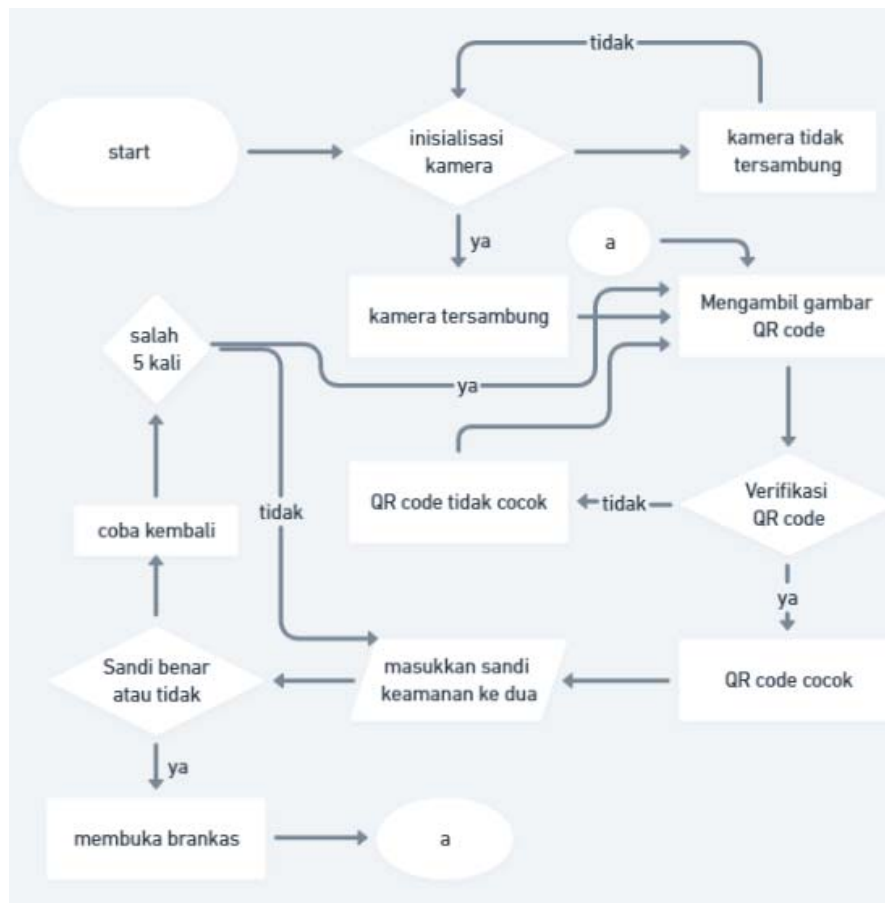 tidak
start
inisialisasi
kamera
kamera tidak
tersambung
ya
a
kamera tersambung
Mengambil gambar
QR code
salah
5 kali
ya
QR code tidak cocok
tidak
Verifikasi
QR code
tidak
coba kembali
ya
Sandi benar
atau tidak
masukkan sandi
keamanan ke dua
QR code cocok
ya
membuka brankas
a